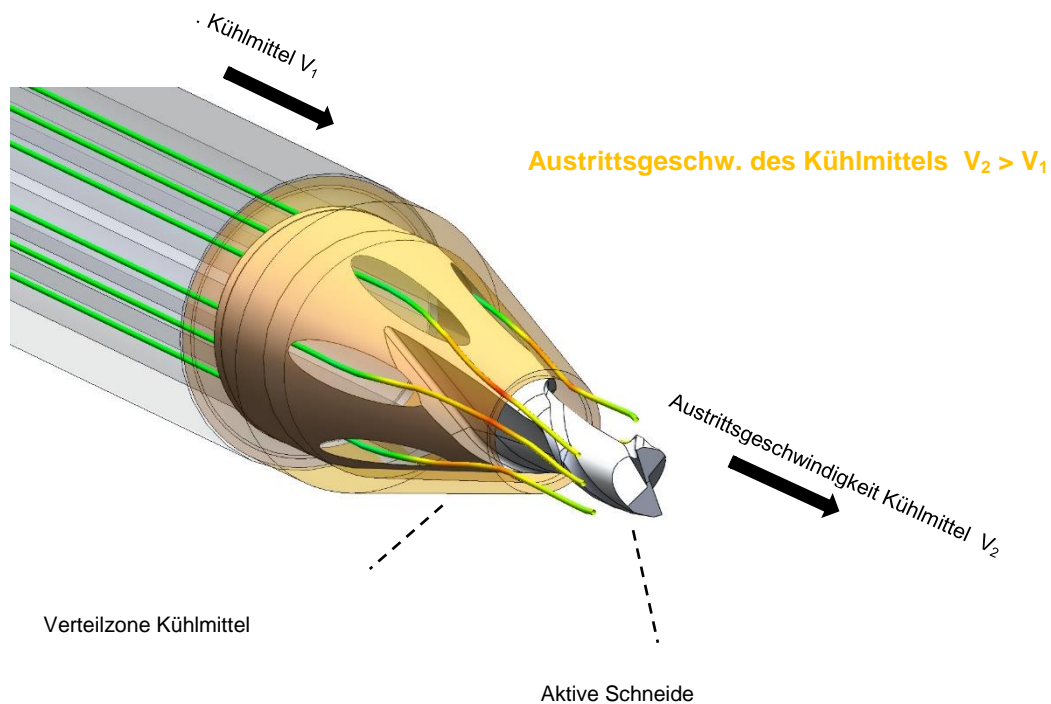 . Kühlmittel V1
Austrittsgeschw. des Kühlmittels V2 > V1
Austrittsgeschwindigkeit Kühlmittel V2
Verteilzone Kühlmittel
Aktive Schneide